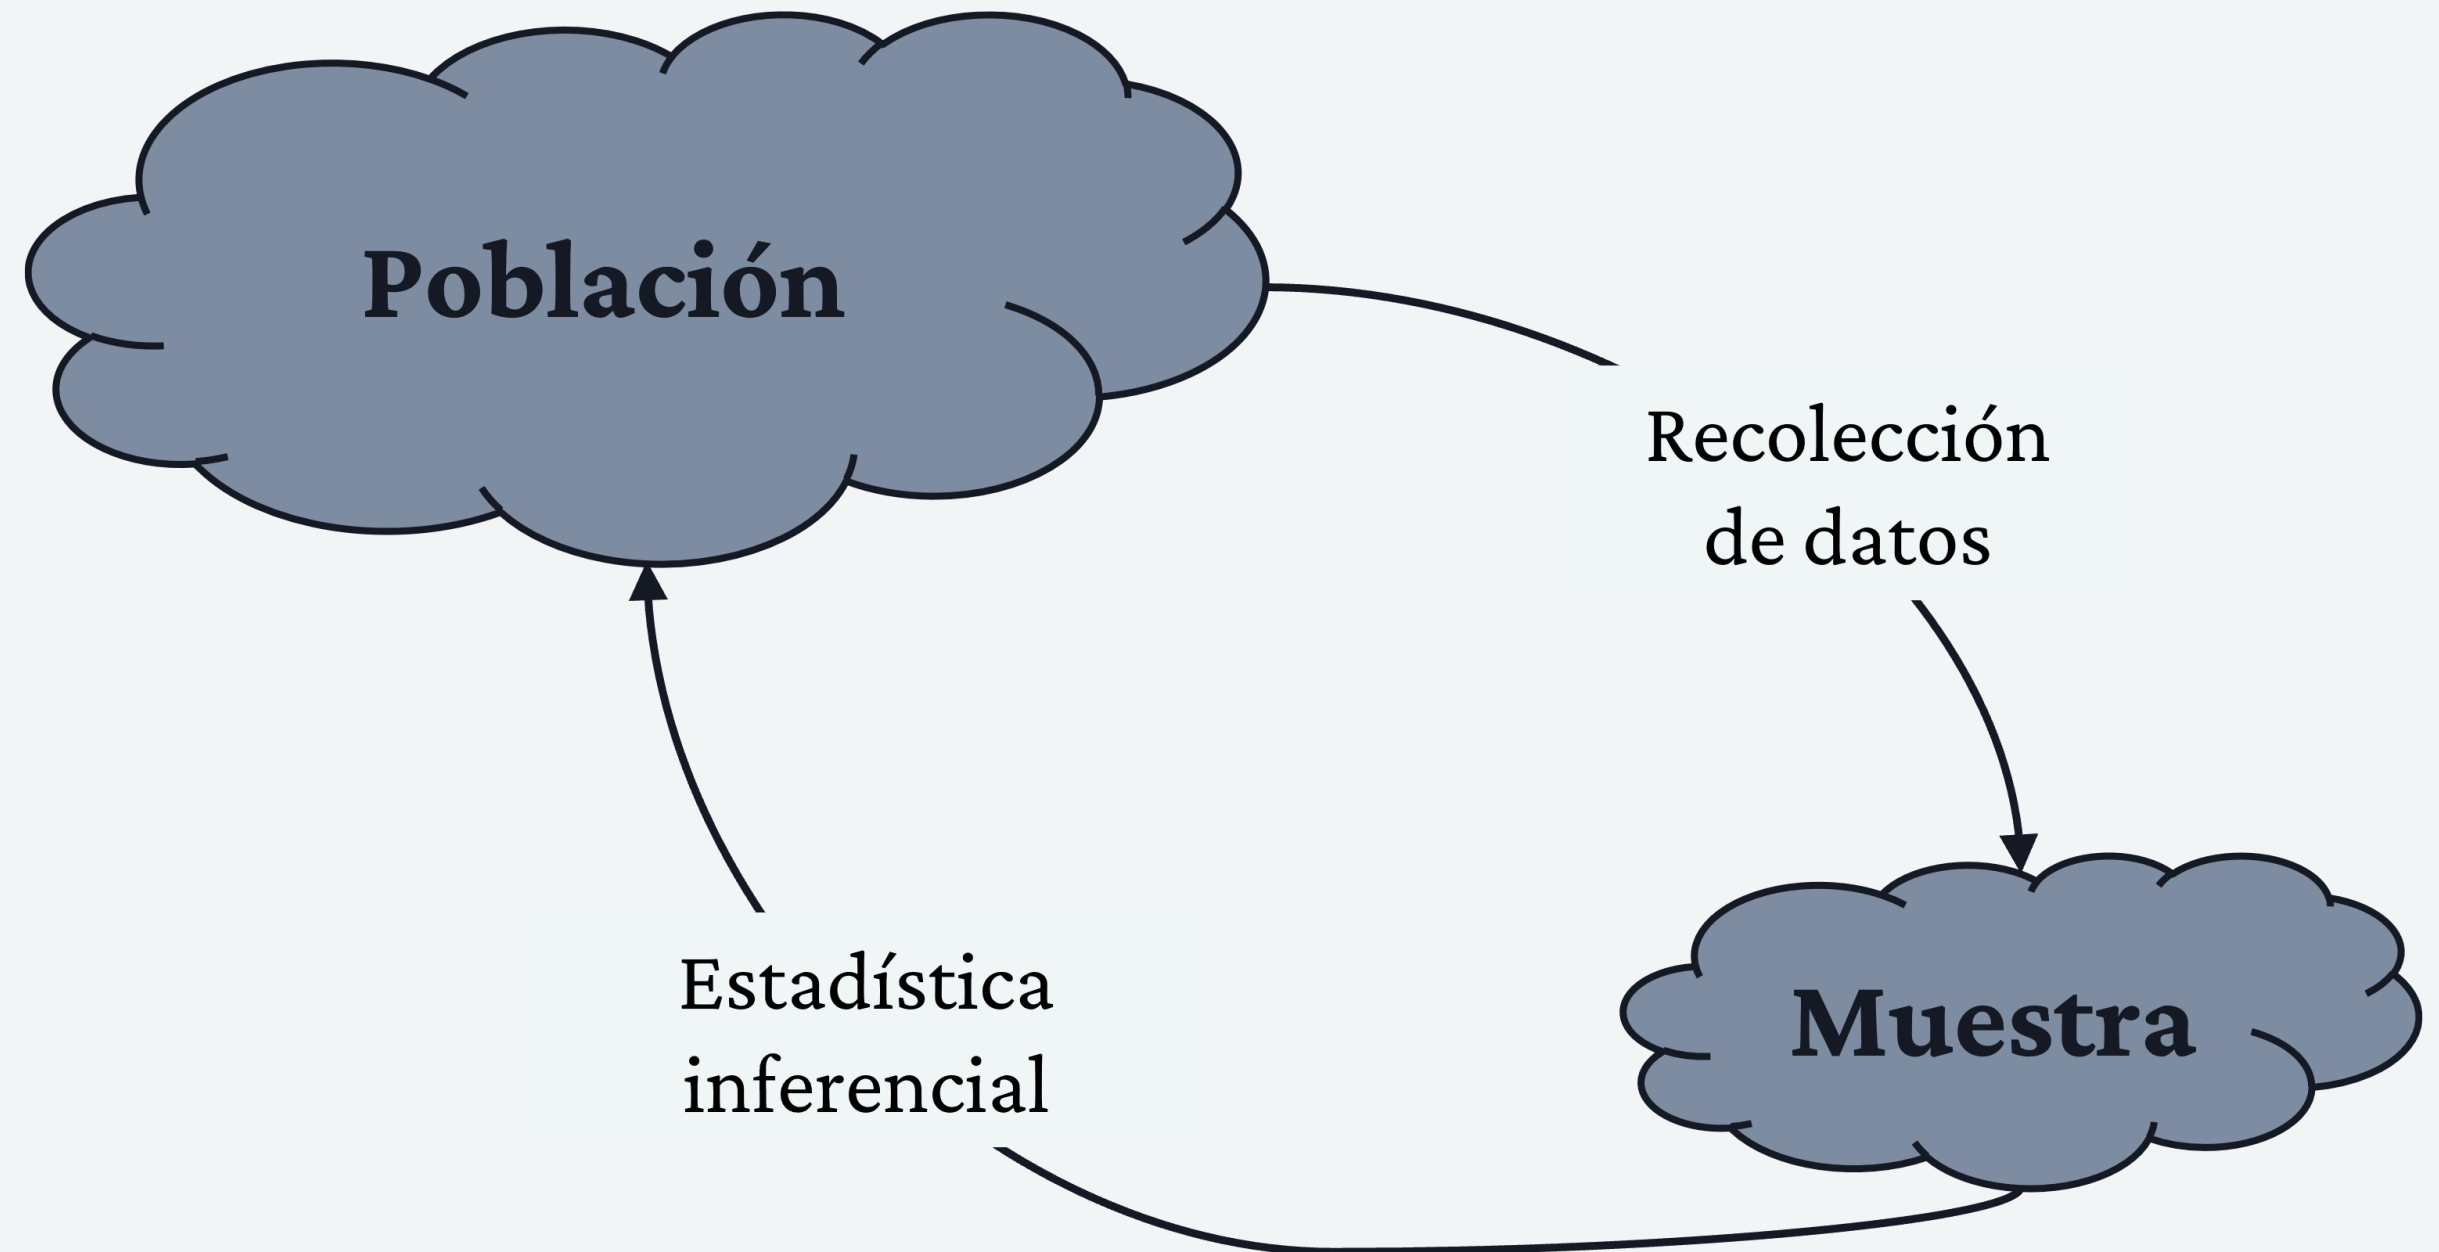 Población
Recolección
de datos
Estadística
inferencial
Muestra